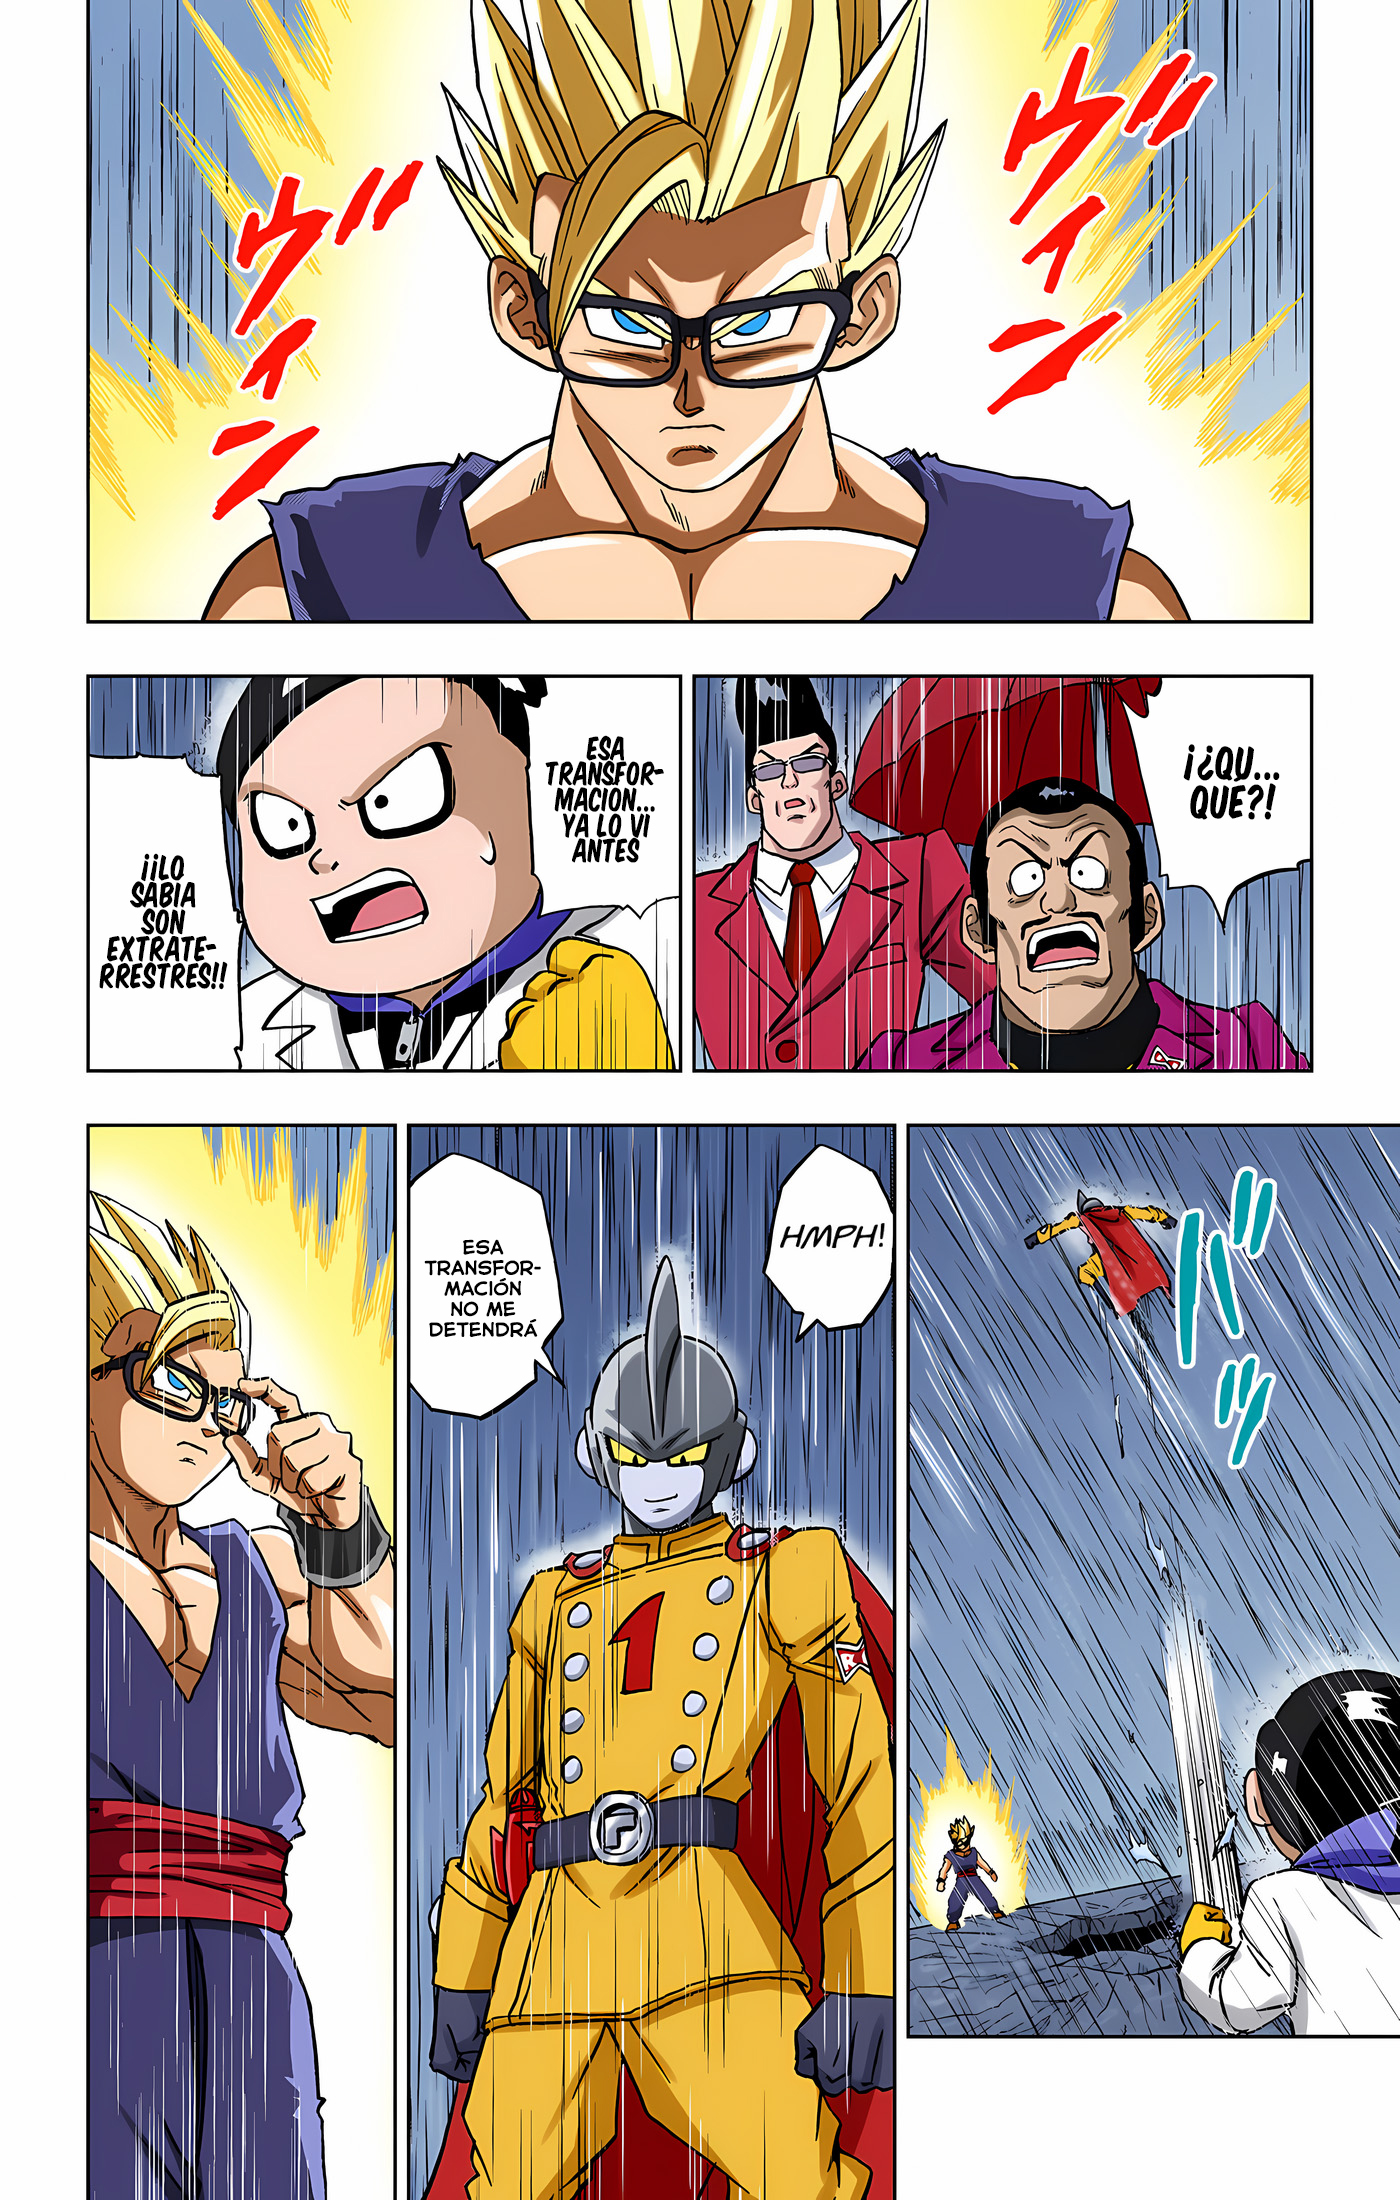 ヴィン
ヴィン
¡¿QU...
QUE?!
ESA
TRANSFOR-
MACION...
YA LO VI
ANTES
¡¡LO
SABIA
SON
EXTRATE-
RRESTRES!!
バッ
HMPH!
ESA
TRANSFOR-
MACIÓN
NO ME
DETENDRÁ
1
R